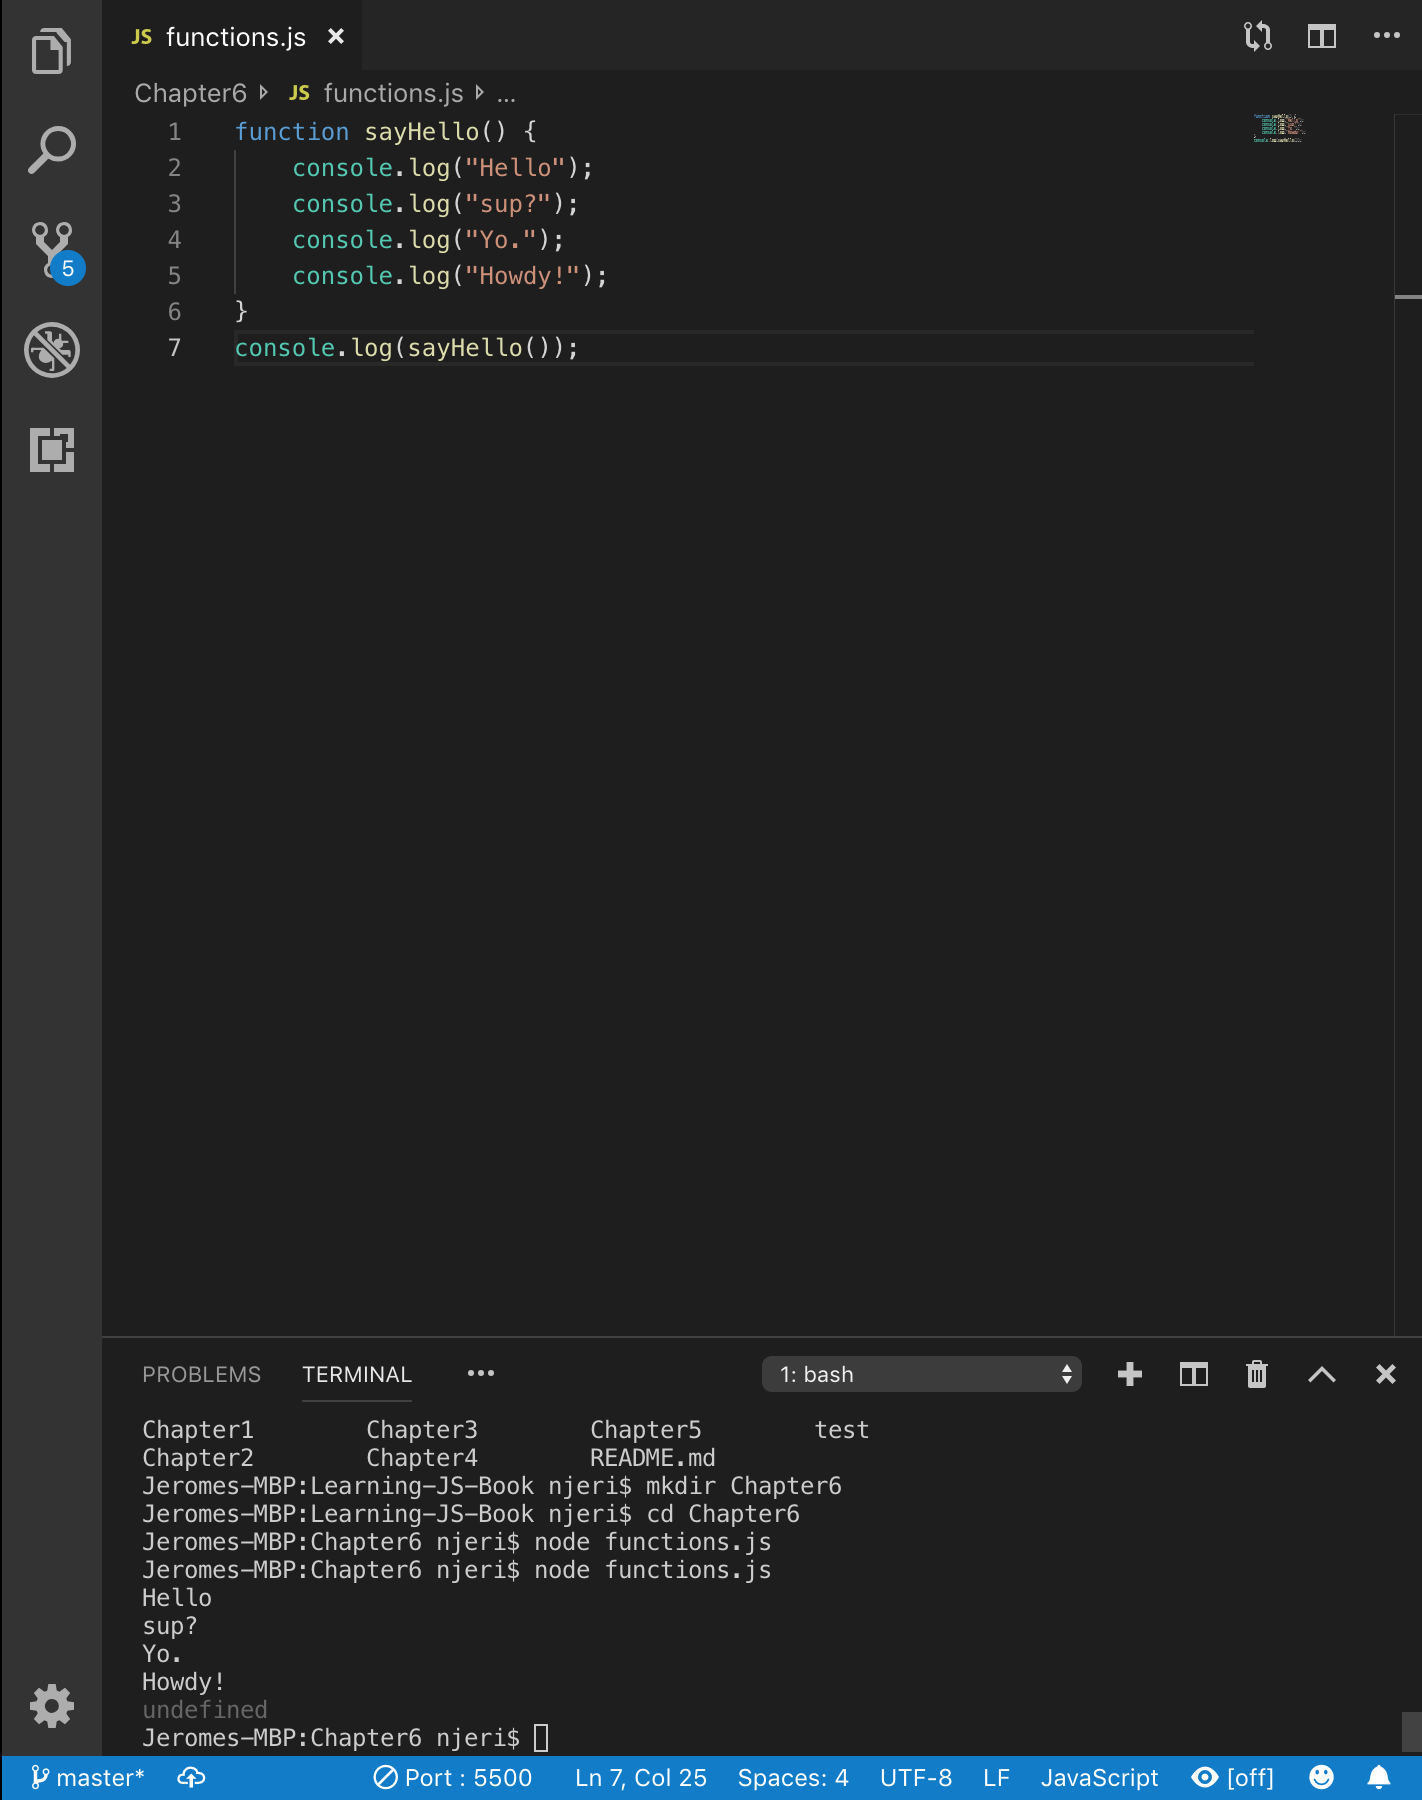 JS functions.js
Chapter6 JS functions.js ...
1 function sayHello() {
2 console.log("Hello");
3 console.log("sup?");
4 console.log("Yo.");
5 console.log("Howdy!");
6 }
7 console.log(sayHello());
5
PROBLEMS TERMINAL ... 1: bash
Chapter1 Chapter3 Chapter5 test
Chapter2 Chapter4 README.md
Jeromes-MBP:Learning-JS-Book njeri$ mkdir Chapter6
Jeromes-MBP:Learning-JS-Book njeri$ cd Chapter6
Jeromes-MBP:Chapter6 njeri$ node functions.js
Jeromes-MBP:Chapter6 njeri$ node functions.js
Hello
sup?
Yo.
Howdy!
undefined
Jeromes-MBP:Chapter6 njeri$
master* Port : 5500 Ln 7, Col 25 Spaces: 4 UTF-8 LF JavaScript [off]